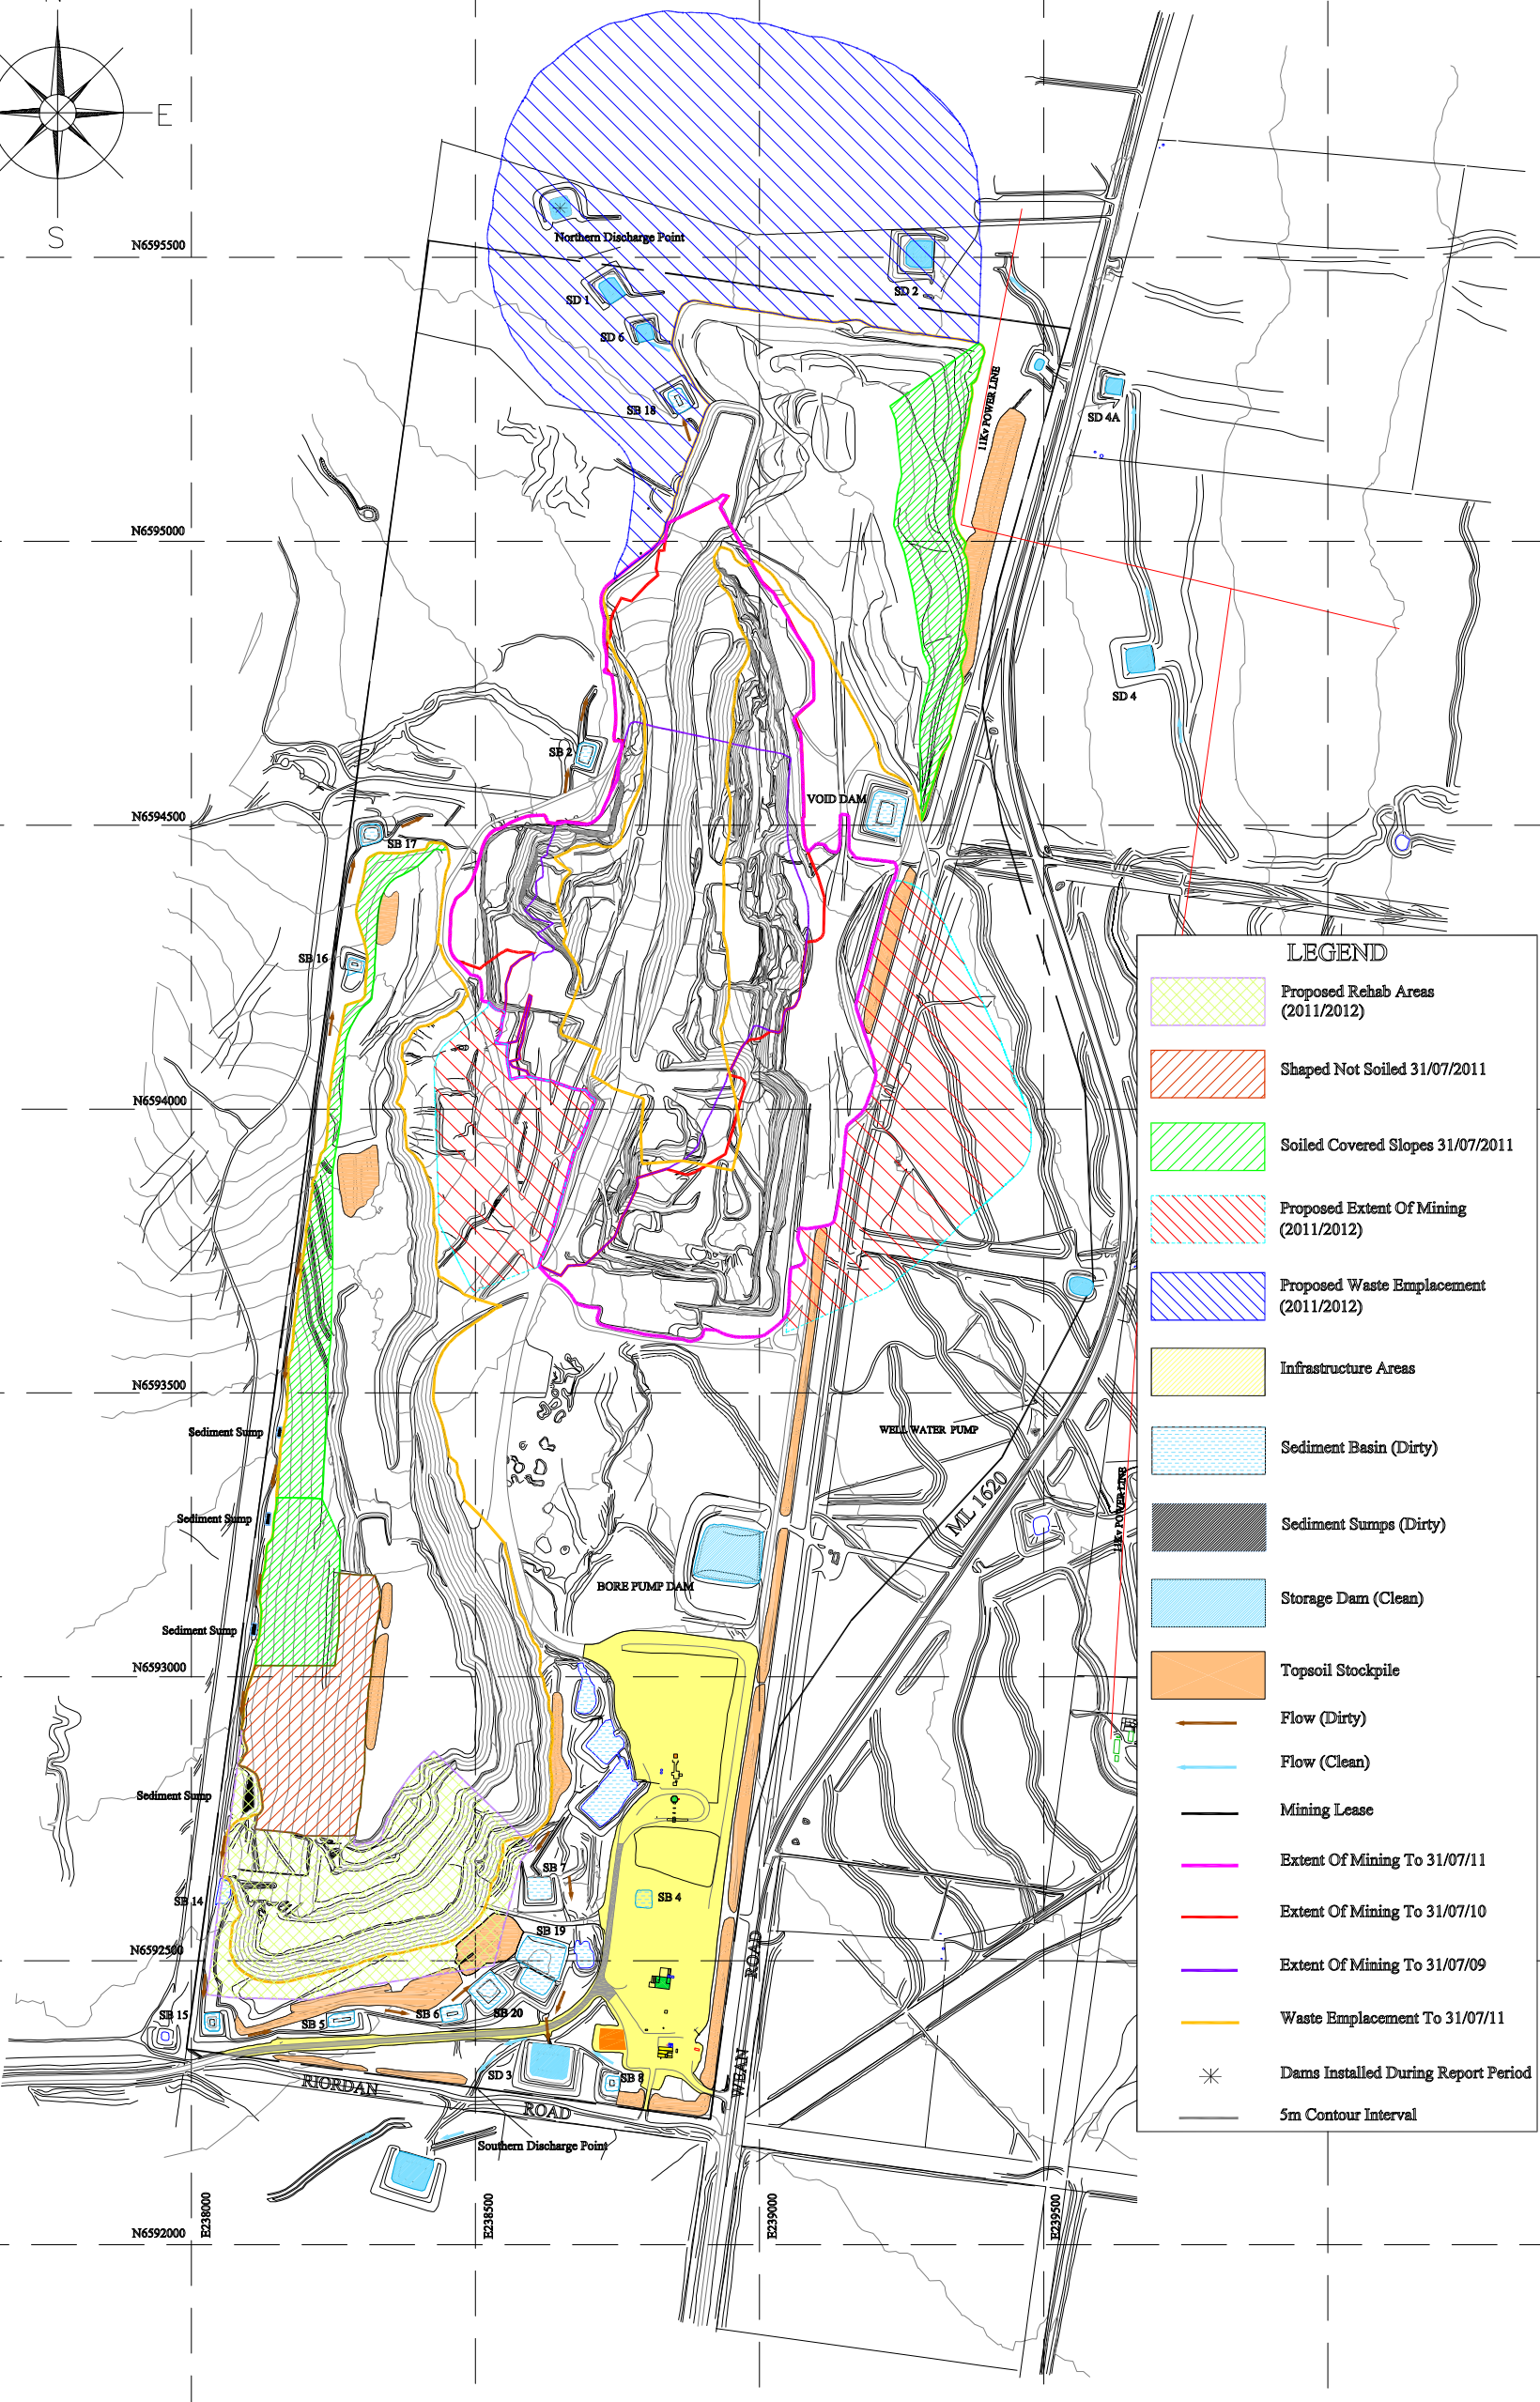 E
S
N6595500
Northern Discharge Point
SD 1
SD 2
SD 6
11Kv POWER LINE
SB 18
SD 4A
N6595000
SD 4
SB 2
VOID DAM
N6594500
SB 17
SB 16
N6594000
N6593500
Sediment Sump
WELL WATER PUMP
ML 1620
11Kv POWER LINE
Sediment Sump
BORE PUMP DAM
Sediment Sump
N6593000
Sediment Sump
SB 7
SB 14
SB 4
SB 19
N6592500
ROAD
SB 15
SB 5
SB 6
SB 20
SD 3
SB 8
WEAN
RIORDAN
ROAD
Southern Discharge Point
N6592000
E238000
E238500
E239000
E239500
LEGEND
Proposed Rehab Areas
(2011/2012)
Shaped Not Soiled 31/07/2011
Soiled Covered Slopes 31/07/2011
Proposed Extent Of Mining
(2011/2012)
Proposed Waste Emplacement
(2011/2012)
Infrastructure Areas
Sediment Basin (Dirty)
Sediment Sumps (Dirty)
Storage Dam (Clean)
Topsoil Stockpile
Flow (Dirty)
Flow (Clean)
Mining Lease
Extent Of Mining To 31/07/11
Extent Of Mining To 31/07/10
Extent Of Mining To 31/07/09
Waste Emplacement To 31/07/11
Dams Installed During Report Period
5m Contour Interval